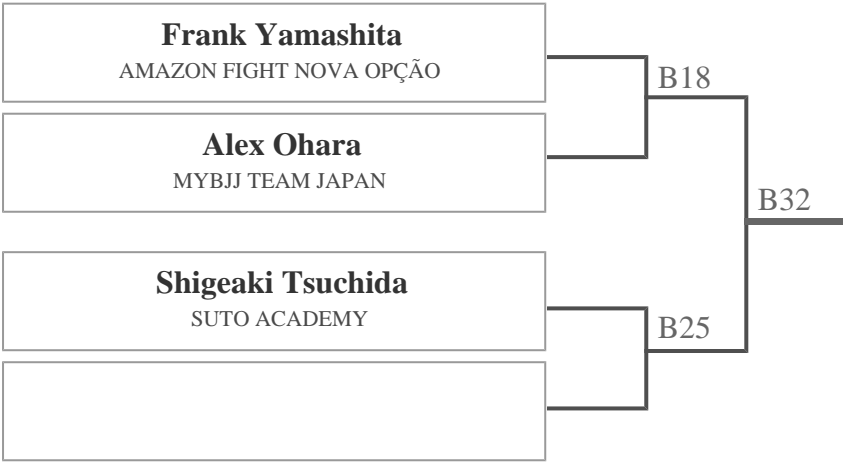 Frank Yamashita
AMAZON FIGHT NOVA OPÇÃO
B18
Alex Ohara
MYBJJ TEAM JAPAN
B32
Shigeaki Tsuchida
SUTO ACADEMY
B25